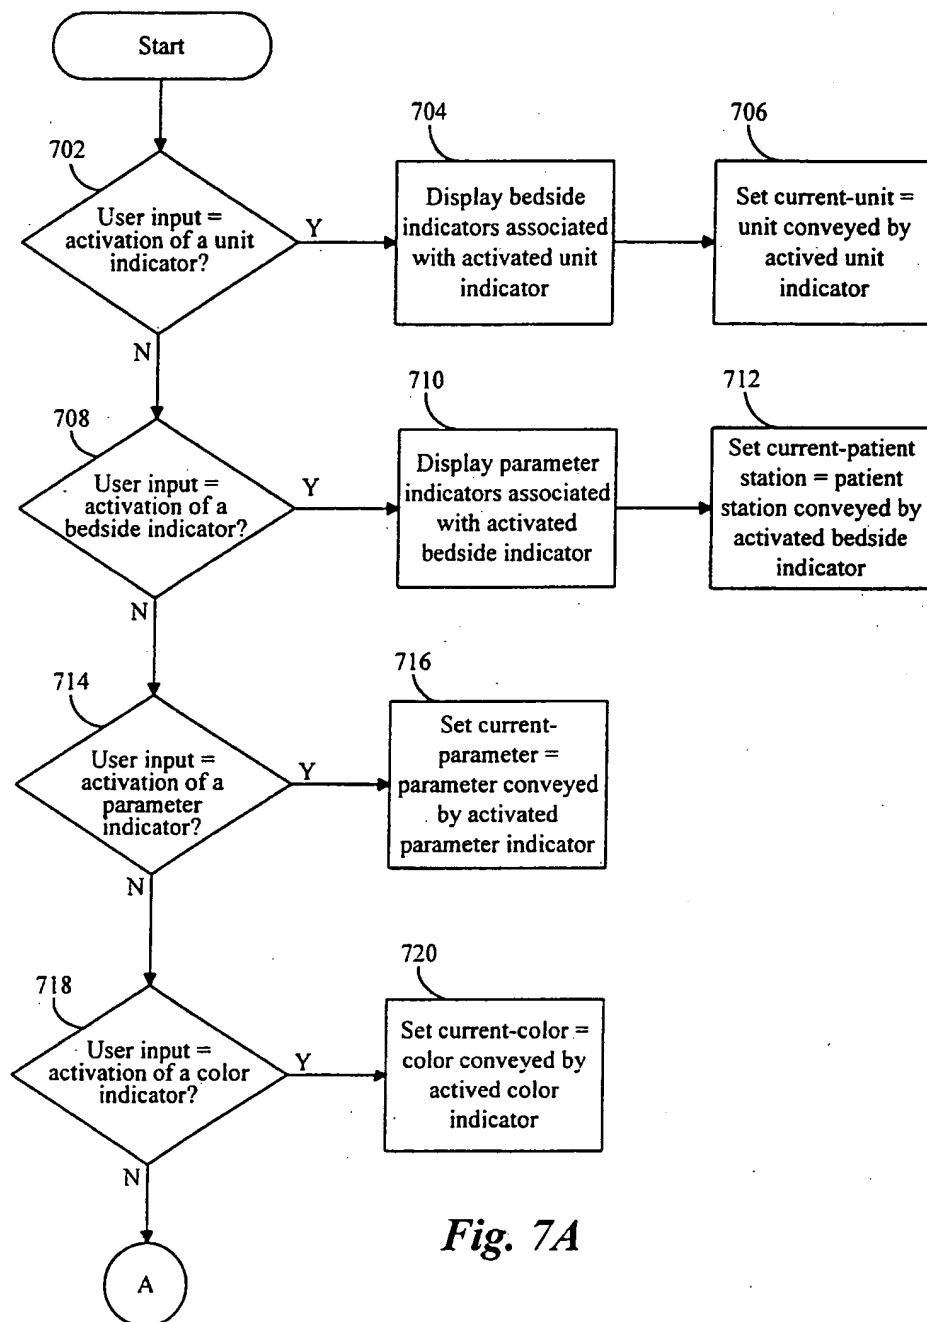 Start
702
User input =
activation of a unit
indicator?
Y
N
704
Display bedside
indicators associated
with activated unit
indicator
706
Set current-unit =
unit conveyed by
actived unit
indicator
708
User input =
activation of a
bedside indicator?
Y
N
710
Display parameter
indicators associated
with activated
bedside indicator
712
Set current-patient
station = patient
station conveyed by
activated bedside
indicator
714
User input =
activation of a
parameter
indicator?
Y
N
716
Set current-
parameter =
parameter conveyed
by activated
parameter indicator
718
User input =
activation of a color
indicator?
Y
N
720
Set current-color =
color conveyed by
actived color
indicator
A
Fig. 7A